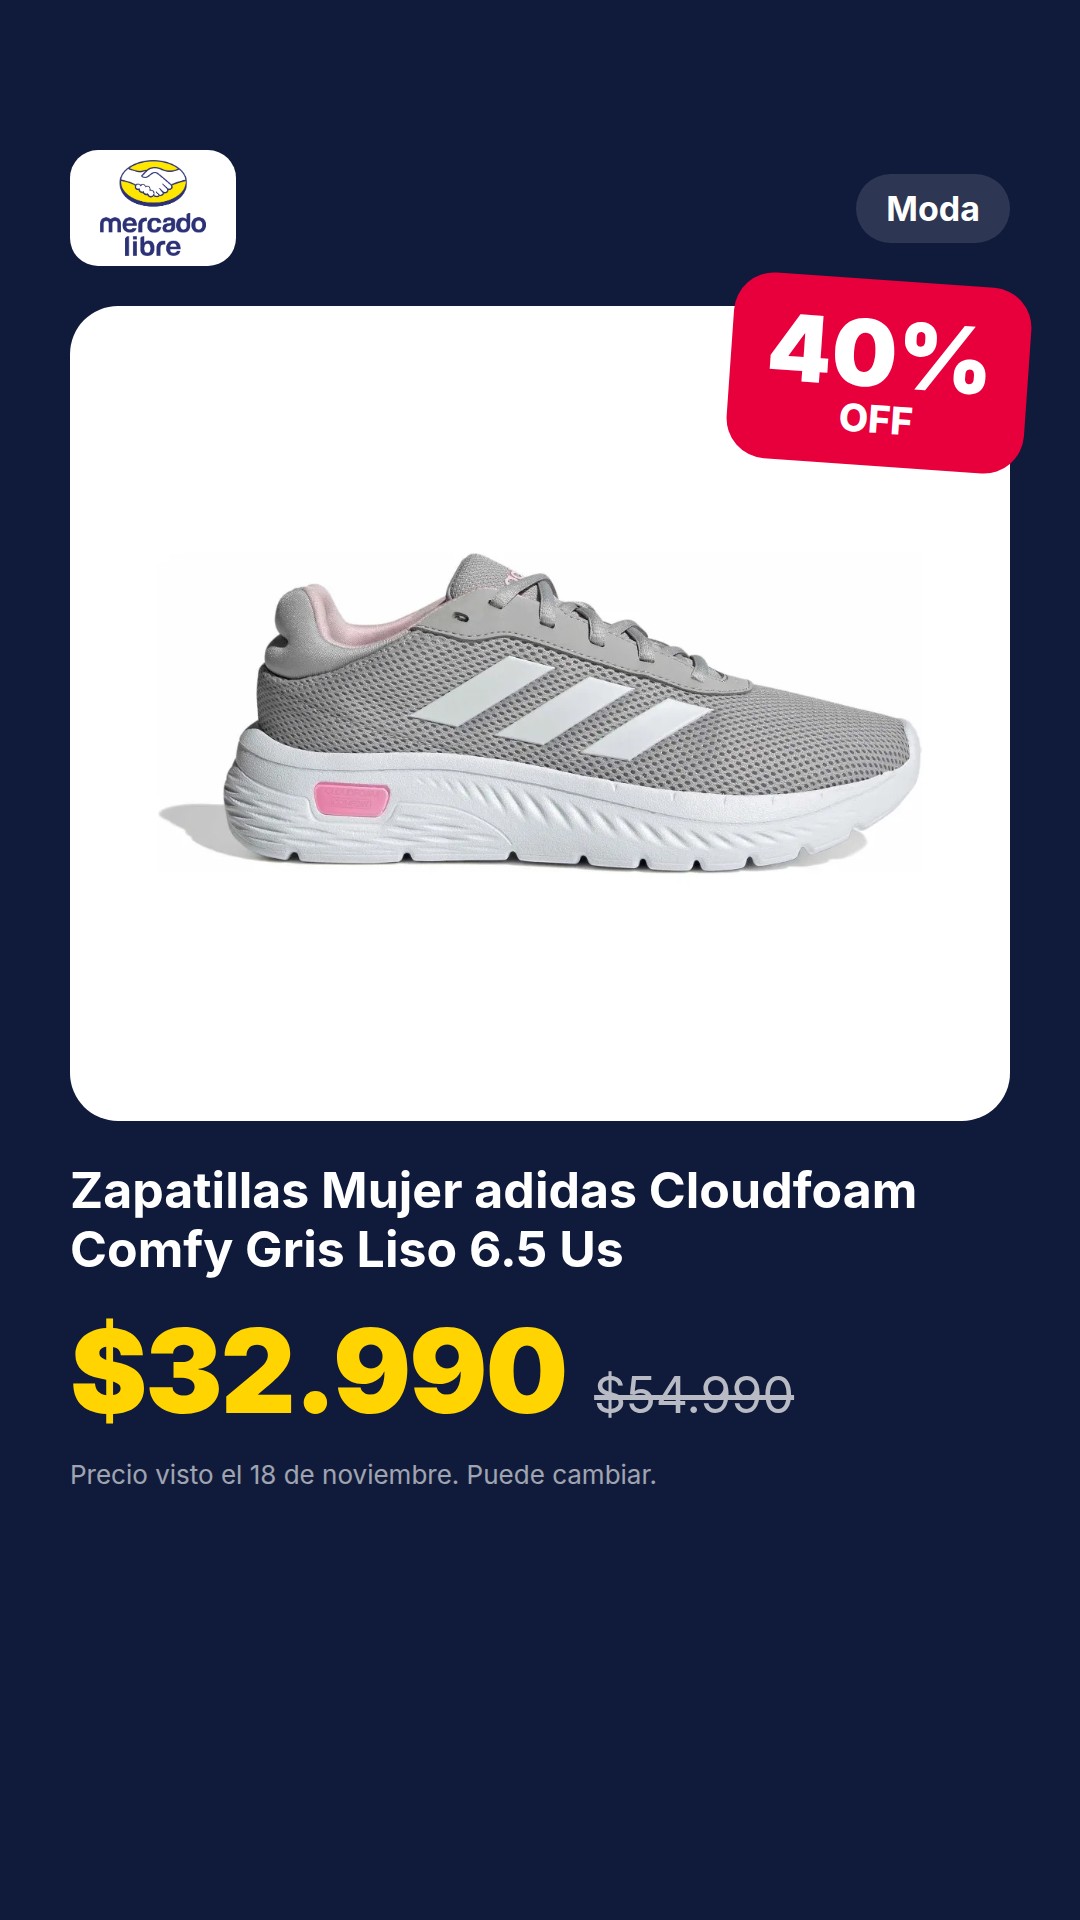 mercado
libre
Moda
40%
OFF
Zapatillas Mujer adidas Cloudfoam
Comfy Gris Liso 6.5 Us
$32.990 $54.990
Precio visto el 18 de noviembre. Puede cambiar.